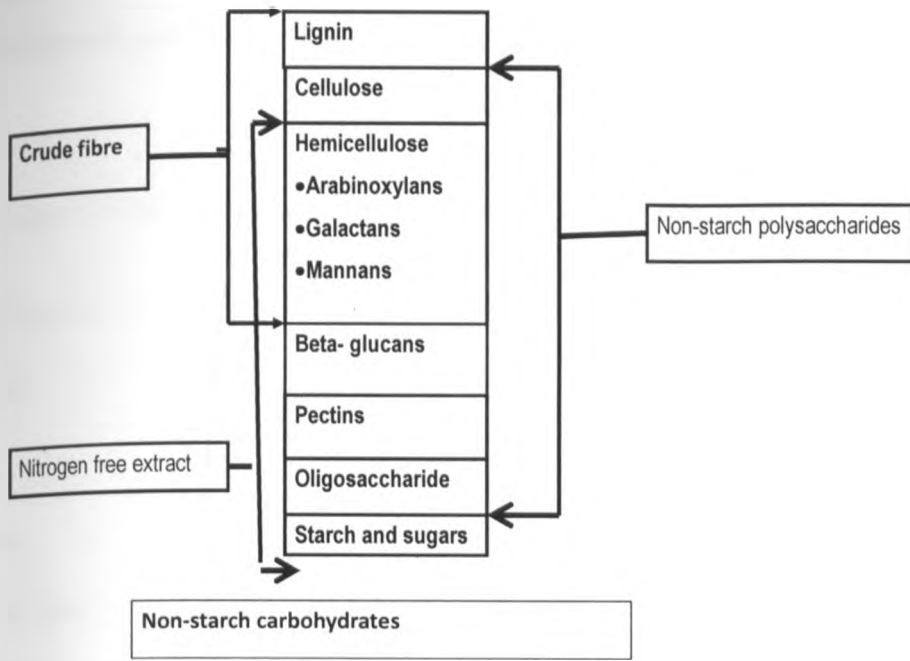 Lignin
Cellulose
Crude fibre
Hemicellulose
•Arabinoxylans
•Galactans
•Mannans
Non-starch polysaccharides
Beta- glucans
Pectins
Nitrogen free extract
Oligosaccharide
Starch and sugars
Non-starch carbohydrates